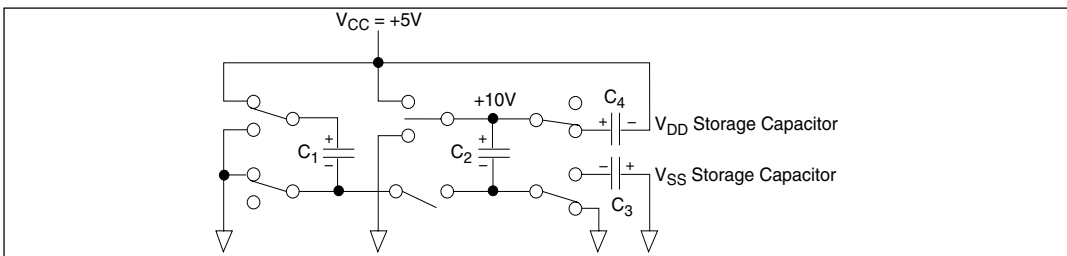 V_CC = +5V
+10V
C_4
+ −
V_DD Storage Capacitor
+
C_1
−
+
C_2
−
− +
V_SS Storage Capacitor
C_3